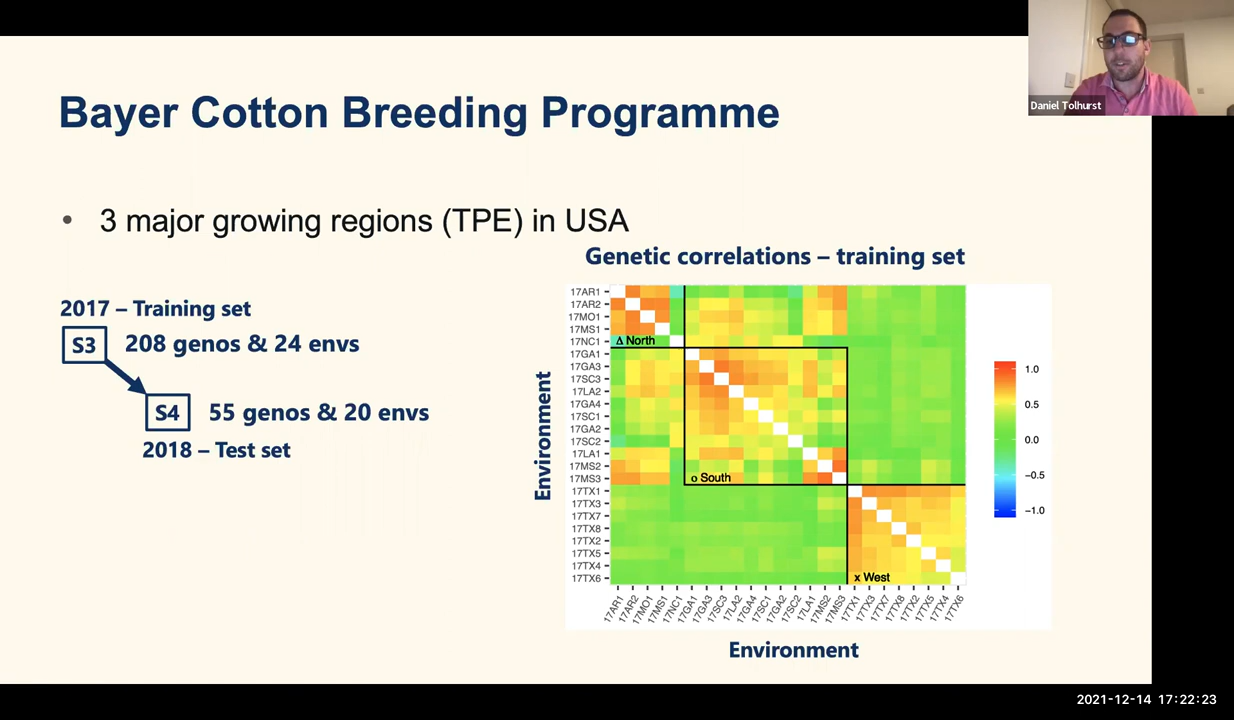 Daniel Tolhurst
Bayer Cotton Breeding Programme
• 3 major growing regions (TPE) in USA
Genetic correlations – training set
2017 – Training set
S3 208 genos & 24 envs
S4 55 genos & 20 envs
2018 – Test set
Environment
17AR1
17AR2
17MO1
17MS1
17NC1
17GA1
17GA3
17SC3
17LA2
17GA4
17SC1
17GA2
17SC2
17LA1
17MS2
17MS3
17TX1
17TX3
17TX7
17TX8
17TX2
17TX5
17TX4
17TX6
Δ North
o South
x West
1.0
0.5
0.0
−0.5
−1.0
17AR1
17AR2
17MO1
17MS1
17NC1
17GA1
17GA3
17SC3
17LA2
17GA4
17SC1
17GA2
17SC2
17LA1
17MS2
17MS3
17TX1
17TX3
17TX7
17TX8
17TX2
17TX5
17TX4
17TX6
Environment
2021-12-14 17:22:23